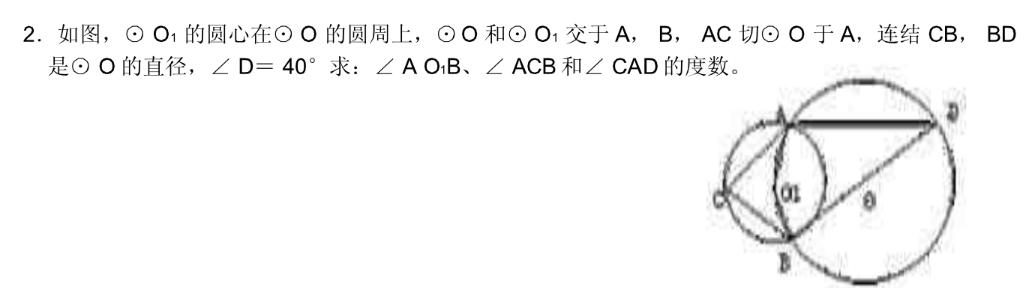 2．如图，⊙ O₁ 的圆心在⊙ O 的圆周上，⊙ O 和⊙ O₁ 交于 A， B， AC 切⊙ O 于 A，连结 CB， BD
是⊙ O 的直径，∠ D＝ 40° 求：∠ A O₁B、∠ ACB 和∠ CAD 的度数。
A
D
C
O1
O
B